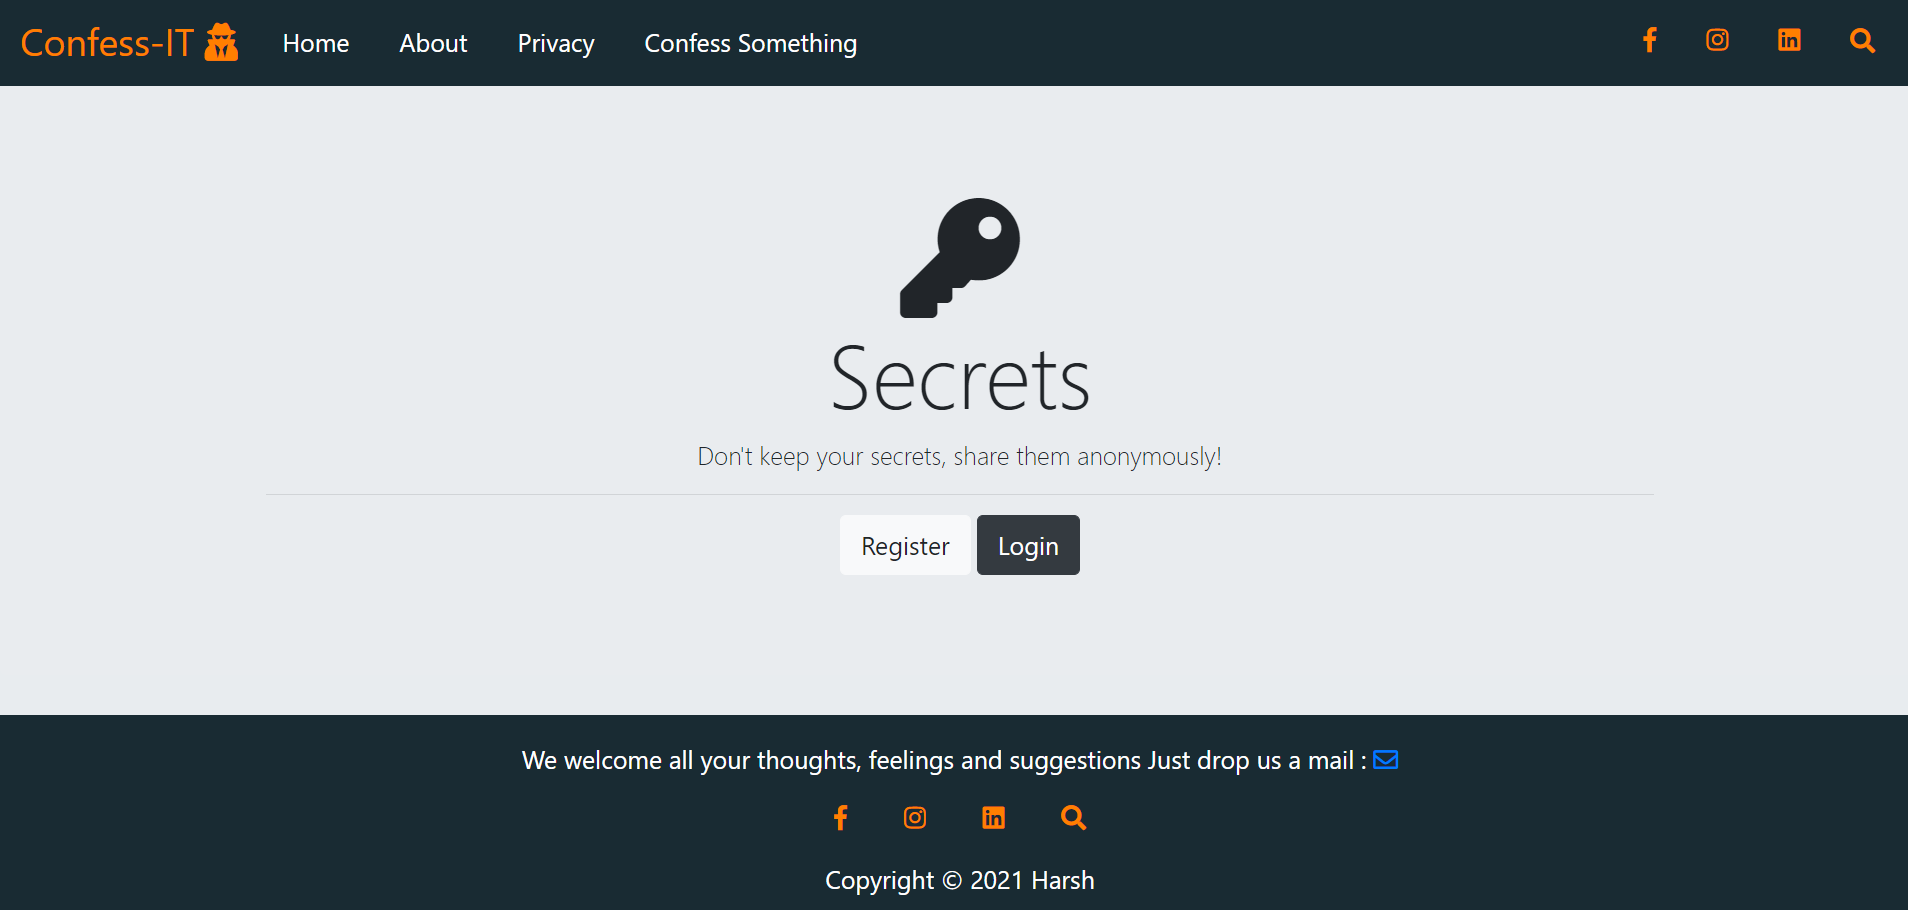 Confess-IT Home About Privacy Confess Something
Secrets
Don't keep your secrets, share them anonymously!
Register Login
We welcome all your thoughts, feelings and suggestions Just drop us a mail :
Copyright © 2021 Harsh